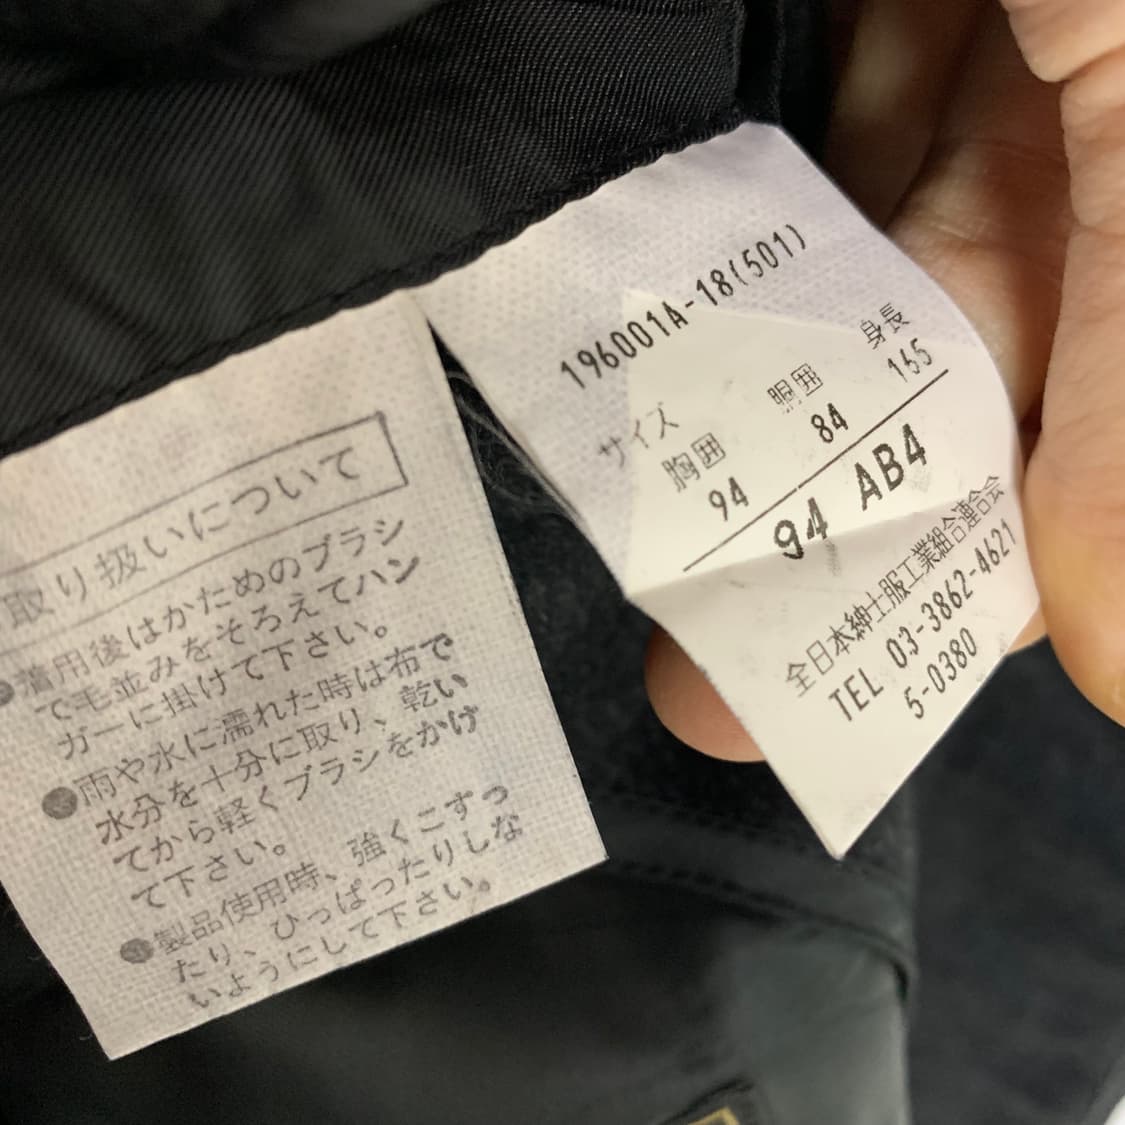 取り扱いについて
●着用後はかためのブラシ
で毛並みをそろえてハン
ガーに掛けて下さい。
●雨や水に濡れた時は布で
水分を十分に取り、乾い
てから軽くブラシをかけ
て下さい。
●製品使用時、強くこすっ
たり、ひっぱったりしな
いようにして下さい。
196001A-18(501)
サイズ
胸囲 胴囲 身長
94 84 165
94 AB4
全日本紳士服工業組合連合会
TEL 03-3862-4621
5-0380